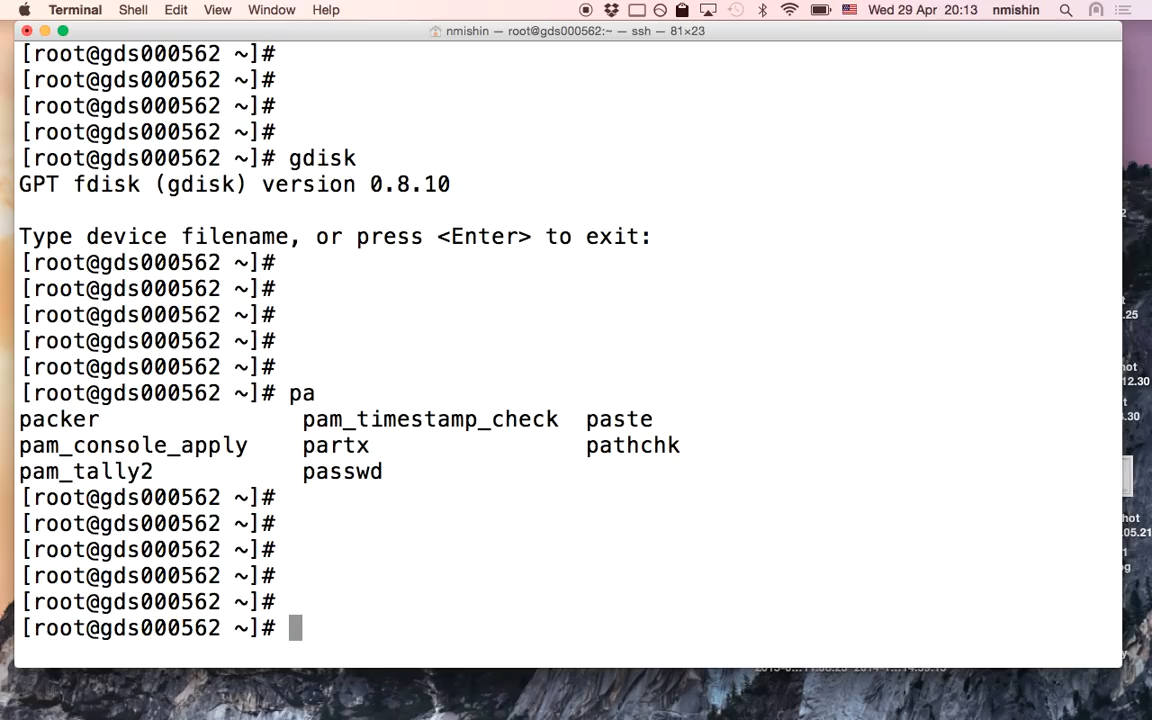 Terminal Shell Edit View Window Help Wed 29 Apr 20:13 nmishin
nmishin — root@gds000562:~ — ssh — 81×23
[root@gds000562 ~]#
[root@gds000562 ~]#
[root@gds000562 ~]#
[root@gds000562 ~]#
[root@gds000562 ~]# gdisk
GPT fdisk (gdisk) version 0.8.10
Type device filename, or press <Enter> to exit:
[root@gds000562 ~]#
[root@gds000562 ~]#
[root@gds000562 ~]#
[root@gds000562 ~]#
[root@gds000562 ~]#
[root@gds000562 ~]# pa
packer pam_timestamp_check paste
pam_console_apply partx pathchk
pam_tally2 passwd
[root@gds000562 ~]#
[root@gds000562 ~]#
[root@gds000562 ~]#
[root@gds000562 ~]#
[root@gds000562 ~]#
[root@gds000562 ~]#